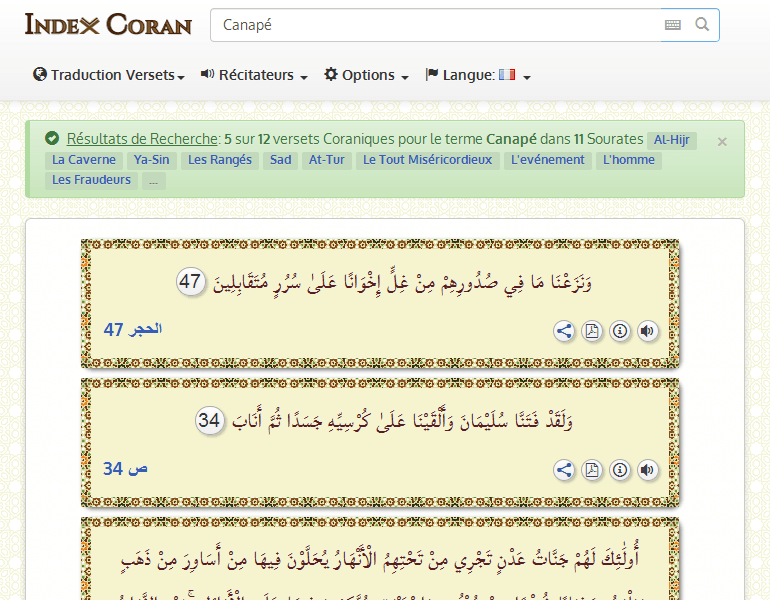 INDEX CORAN
Canapé
Traduction Versets
Récitateurs
Options
Langue:
Résultats de Recherche: 5 sur 12 versets Coraniques pour le terme Canapé dans 11 Sourates Al-Hijr
La Caverne Ya-Sin Les Rangés Sad At-Tur Le Tout Miséricordieux L'evénement L'homme
Les Fraudeurs ...
×
وَنَزَعْنَا مَا فِي صُدُورِهِمْ مِنْ غِلٍّ إِخْوَانًا عَلَىٰ سُرُرٍ مُتَقَابِلِينَ 47
الحجر 47
وَلَقَدْ فَتَنَّا سُلَيْمَانَ وَأَلْقَيْنَا عَلَىٰ كُرْسِيِّهِ جَسَدًا ثُمَّ أَنَابَ 34
ص 34
أُولَٰئِكَ لَهُمْ جَنَّاتُ عَدْنٍ تَجْرِي مِنْ تَحْتِهِمُ الْأَنْهَارُ يُحَلَّوْنَ فِيهَا مِنْ أَسَاوِرَ مِنْ ذَهَبٍ